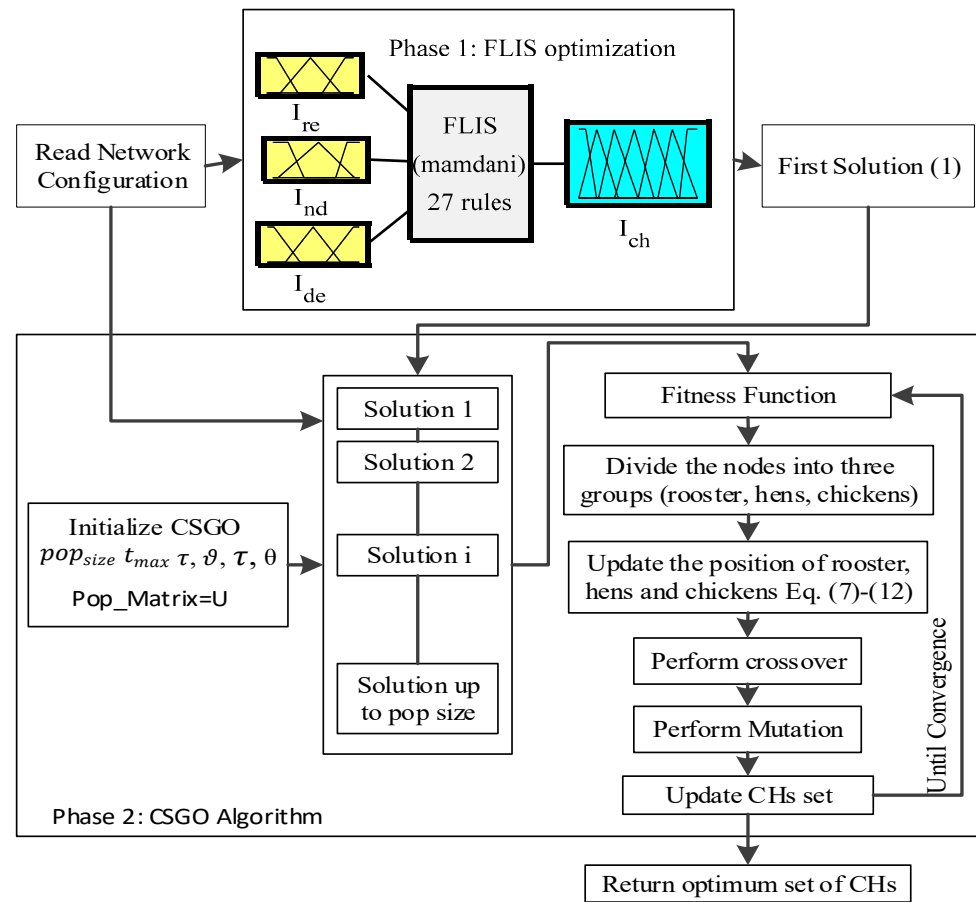 Phase 1: FLIS optimization
I_re
I_nd
I_de
FLIS
(mamdani)
27 rules
I_ch
Read Network
Configuration
First Solution (1)
Solution 1
Solution 2
Solution i
Solution up
to pop size
Initialize CSGO
pop_size t_max τ, ϑ, τ, θ
Pop_Matrix=U
Fitness Function
Divide the nodes into three
groups (rooster, hens, chickens)
Update the position of rooster,
hens and chickens Eq. (7)-(12)
Perform crossover
Perform Mutation
Update CHs set
Until Convergence
Phase 2: CSGO Algorithm
Return optimum set of CHs